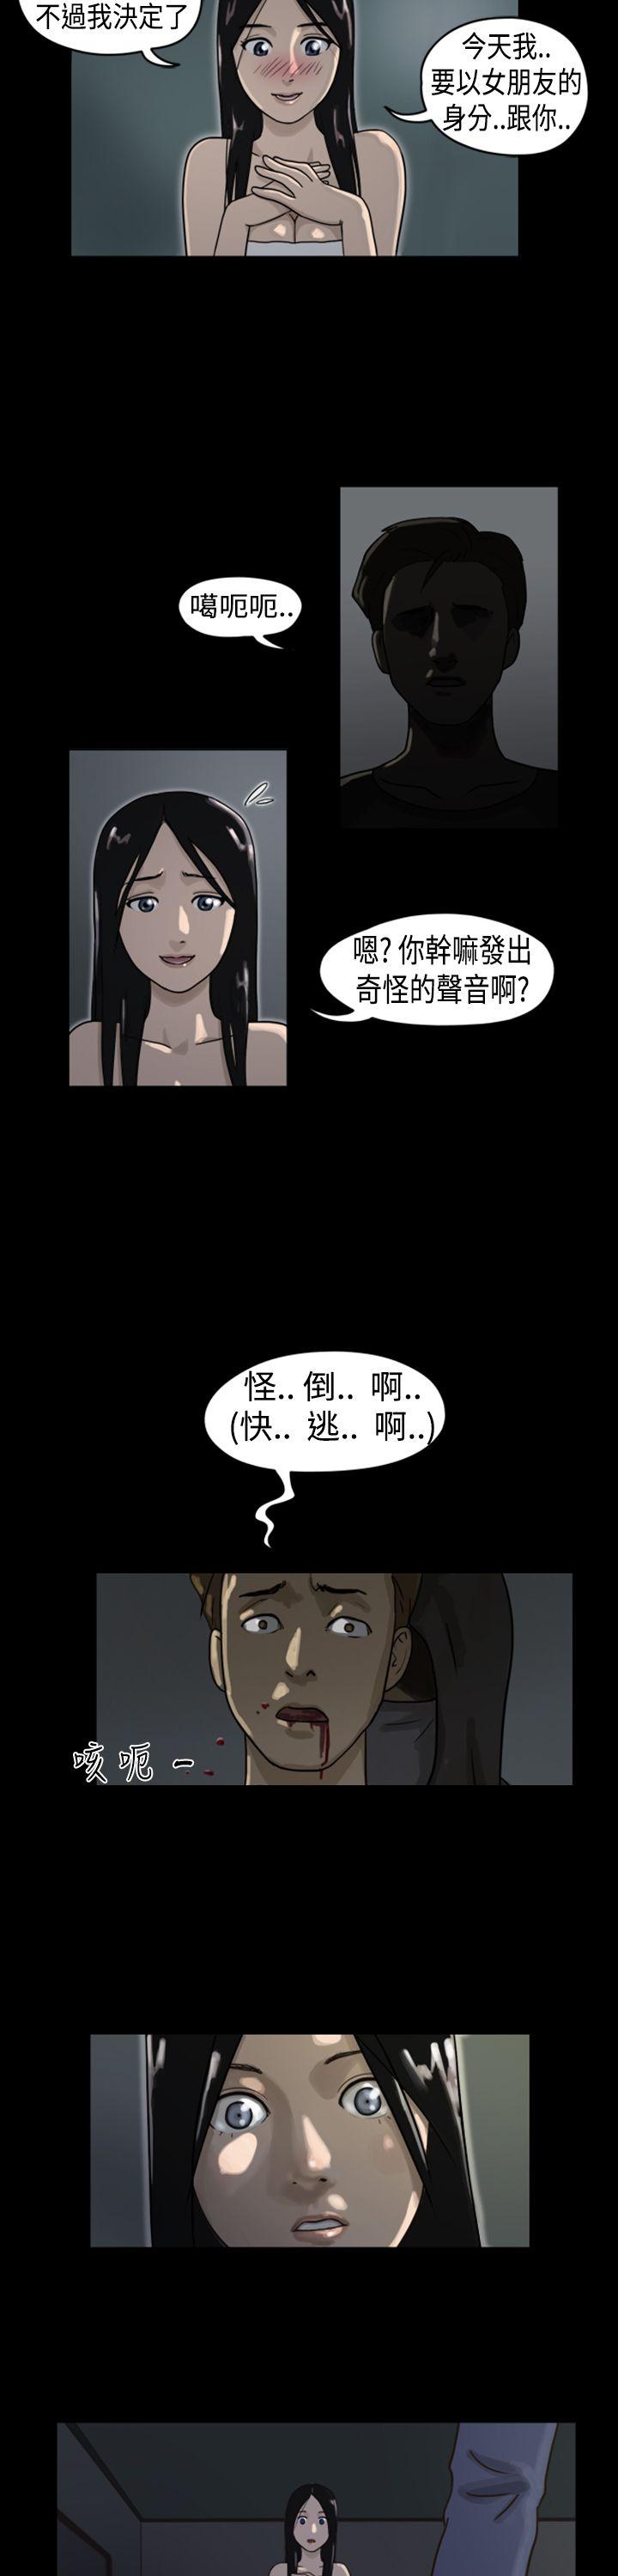 不過我決定了
今天我..
要以女朋友的
身分..跟你..
噶呃呃..
嗯? 你幹嘛發出
奇怪的聲音啊?
怪.. 倒.. 啊..
(快.. 逃.. 啊..)
咳 呃 -